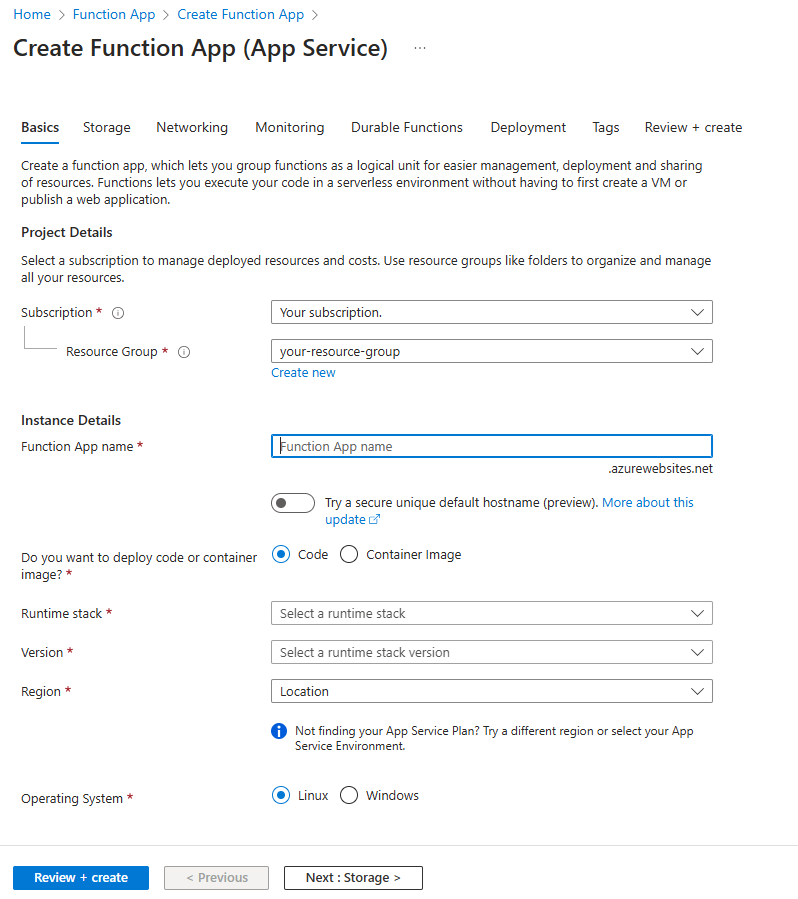 Home > Function App > Create Function App >
Create Function App (App Service) ...
Basics Storage Networking Monitoring Durable Functions Deployment Tags Review + create
Create a function app, which lets you group functions as a logical unit for easier management, deployment and sharing
of resources. Functions lets you execute your code in a serverless environment without having to first create a VM or
publish a web application.
Project Details
Select a subscription to manage deployed resources and costs. Use resource groups like folders to organize and manage
all your resources.
Subscription * Your subscription.
Resource Group * your-resource-group
Create new
Instance Details
Function App name * Function App name
.azurewebsites.net
Try a secure unique default hostname (preview). More about this
update
Do you want to deploy code or container
image? *
Code Container Image
Runtime stack * Select a runtime stack
Version * Select a runtime stack version
Region * Location
Not finding your App Service Plan? Try a different region or select your App
Service Environment.
Operating System * Linux Windows
Review + create < Previous Next : Storage >